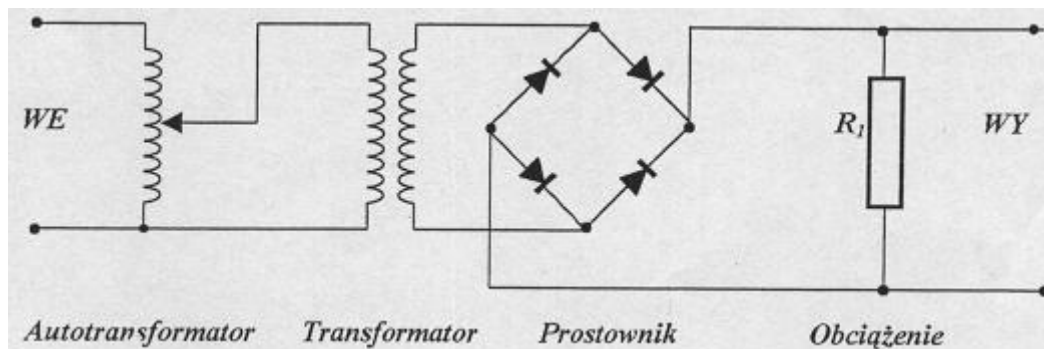 WE
R1
WY
Autotransformator
Transformator
Prostownik
Obciążenie